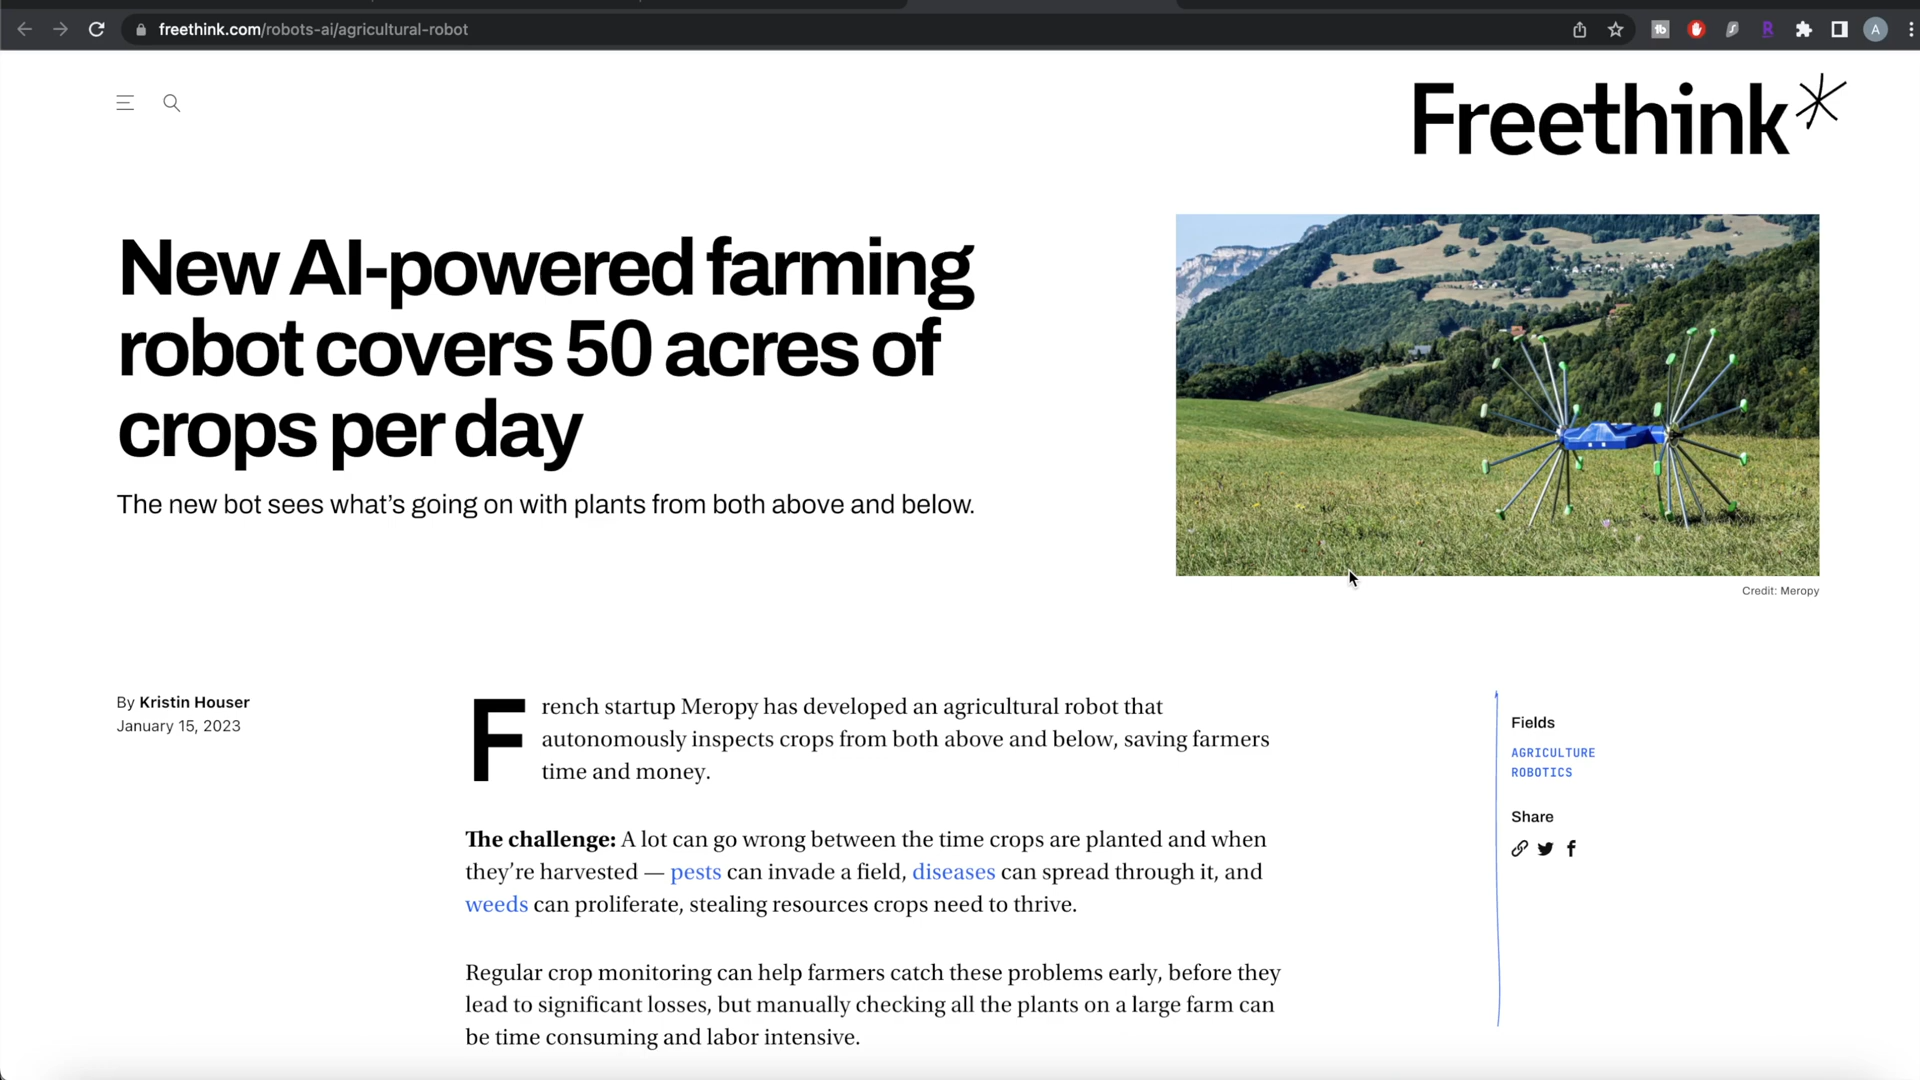 freethink.com/robots-ai/agricultural-robot
A
Freethink*
New AI-powered farming
robot covers 50 acres of
crops per day
The new bot sees what's going on with plants from both above and below.
Credit: Meropy
By Kristin Houser
January 15, 2023
French startup Meropy has developed an agricultural robot that
autonomously inspects crops from both above and below, saving farmers
time and money.
The challenge: A lot can go wrong between the time crops are planted and when
they're harvested — pests can invade a field, diseases can spread through it, and
weeds can proliferate, stealing resources crops need to thrive.
Regular crop monitoring can help farmers catch these problems early, before they
lead to significant losses, but manually checking all the plants on a large farm can
be time consuming and labor intensive.
Fields
AGRICULTURE
ROBOTICS
Share